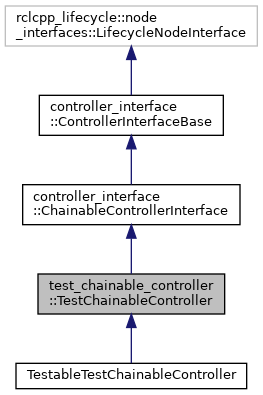 rclcpp_lifecycle::node
_interfaces::LifecycleNodeInterface
controller_interface
::ControllerInterfaceBase
controller_interface
::ChainableControllerInterface
test_chainable_controller
::TestChainableController
TestableTestChainableController